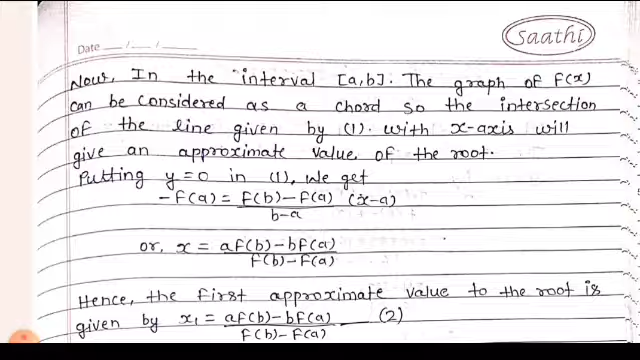 Saathi
Date __/__/__
Now, In the interval [a,b]. The graph of F(x)
can be considered as a chord so the intersection
of the line given by (1). with x-axis will
give an approximate value of the root.
Putting y=0 in (1), We get
-F(a) = F(b)-F(a) / b-a (x-a)
or, x = aF(b)-bF(a) / F(b)-F(a)
Hence, the First approximate value to the root is
given by x₁ = aF(b)-bF(a) / F(b)-F(a) — (2)